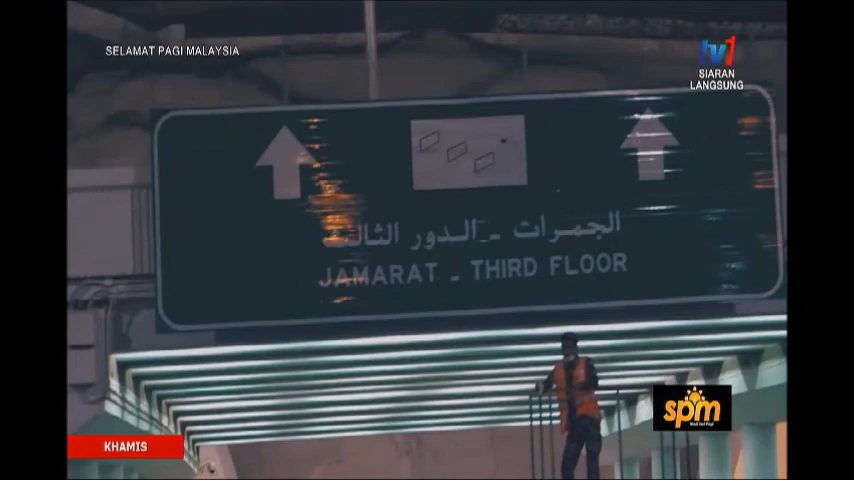 SELAMAT PAGI MALAYSIA
tv1
SIARAN
LANGSUNG
الجمرات - الدور الثالث
JAMARAT - THIRD FLOOR
spm
KHAMIS